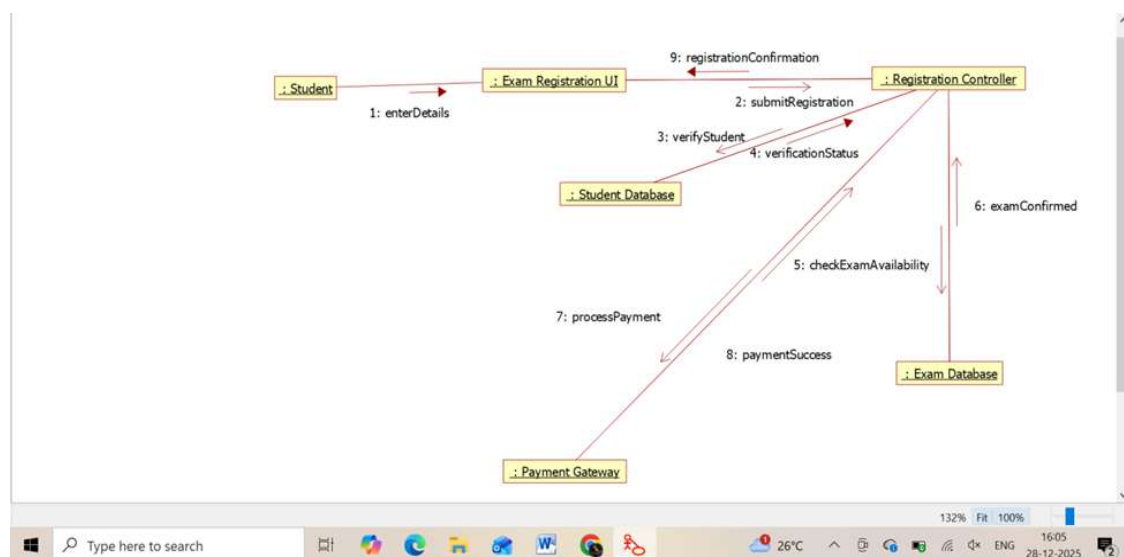 9: registrationConfirmation
: Student
: Exam Registration UI
: Registration Controller
1: enterDetails
2: submitRegistration
3: verifyStudent
4: verificationStatus
: Student Database
6: examConfirmed
5: checkExamAvailability
7: processPayment
8: paymentSuccess
: Exam Database
: Payment Gateway
132% Fit 100%
Type here to search
26°C
ENG
16:05
28-12-2025
2